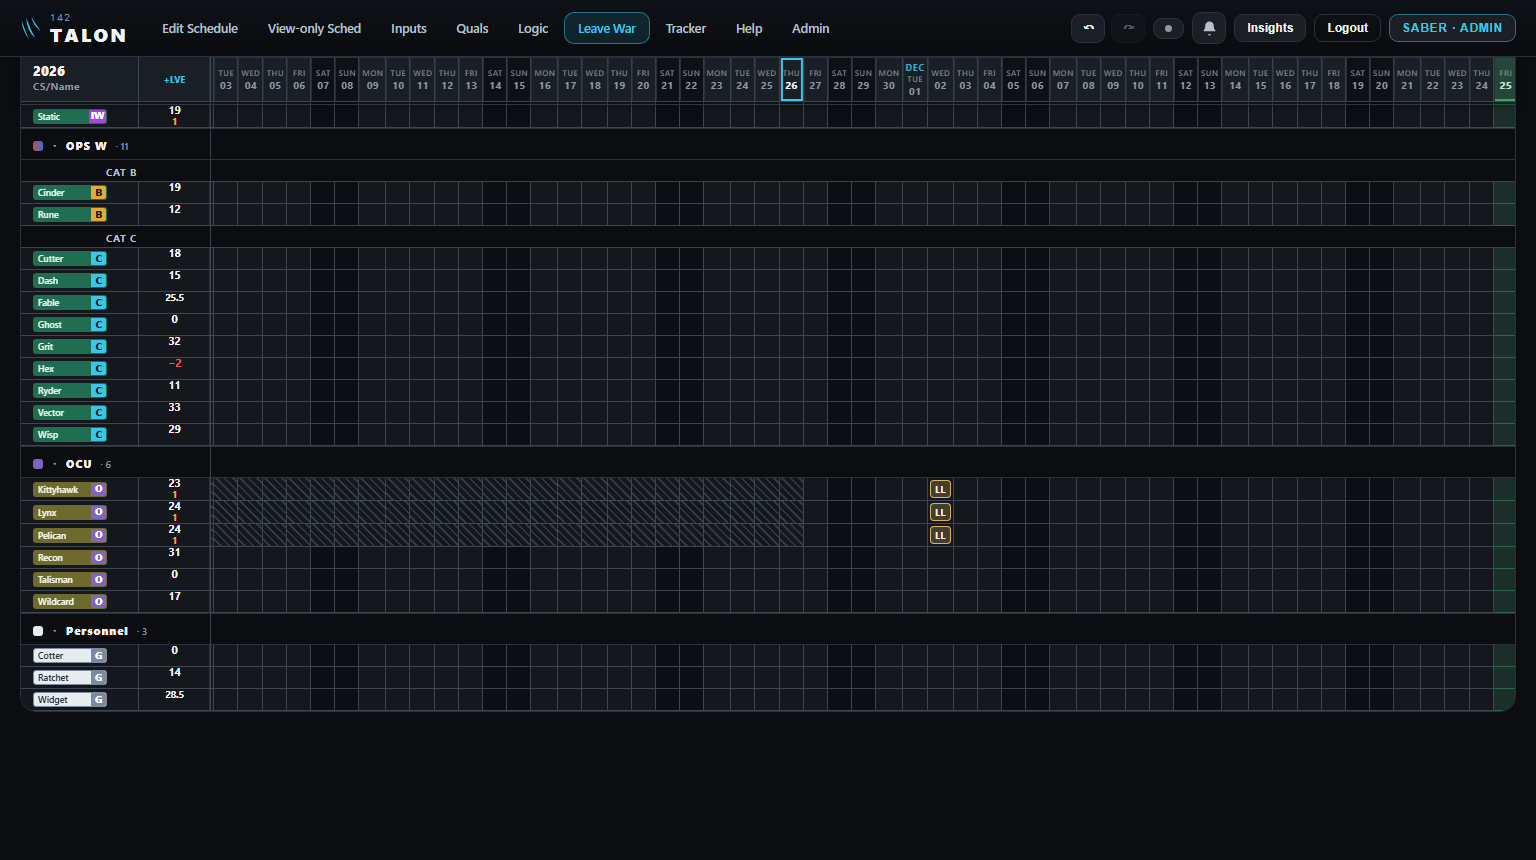 142
TALON
Edit Schedule View-only Sched Inputs Quals Logic Leave War Tracker Help Admin
Insights Logout SABER · ADMIN
2026
CS/Name
+LVE
TUE 03 WED 04 THU 05 FRI 06 SAT 07 SUN 08 MON 09 TUE 10 WED 11 THU 12 FRI 13 SAT 14 SUN 15 MON 16 TUE 17 WED 18 THU 19 FRI 20 SAT 21 SUN 22 MON 23 TUE 24 WED 25 THU 26 FRI 27 SAT 28 SUN 29 MON 30 DEC TUE 01 WED 02 THU 03 FRI 04 SAT 05 SUN 06 MON 07 TUE 08 WED 09 THU 10 FRI 11 SAT 12 SUN 13 MON 14 TUE 15 WED 16 THU 17 FRI 18 SAT 19 SUN 20 MON 21 TUE 22 WED 23 THU 24 FRI 25
Static IW 19
1
OPS W · 11
CAT B
Cinder B 19
Rune B 12
CAT C
Cutter C 18
Dash C 15
Fable C 25.5
Ghost C 0
Grit C 32
Hex C −2
Ryder C 11
Vector C 33
Wisp C 29
OCU · 6
Kittyhawk O 23 LL
1
Lynx O 24 LL
1
Pelican O 24 LL
1
Recon O 31
Talisman O 0
Wildcard O 17
Personnel · 3
Cotter G 0
Ratchet G 14
Widget G 28.5